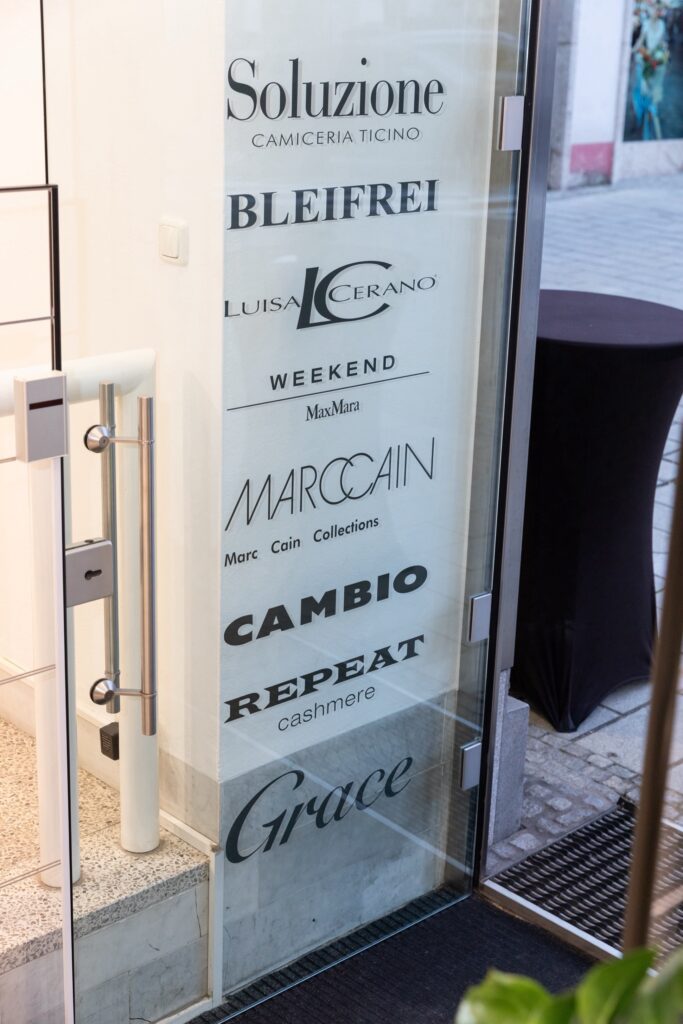 Soluzione
CAMICERIA TICINO
BLEIFREI
LUISA LC CERANO
WEEKEND
MaxMara
MARCCAIN
Marc Cain Collections
CAMBIO
REPEAT
cashmere
Grace